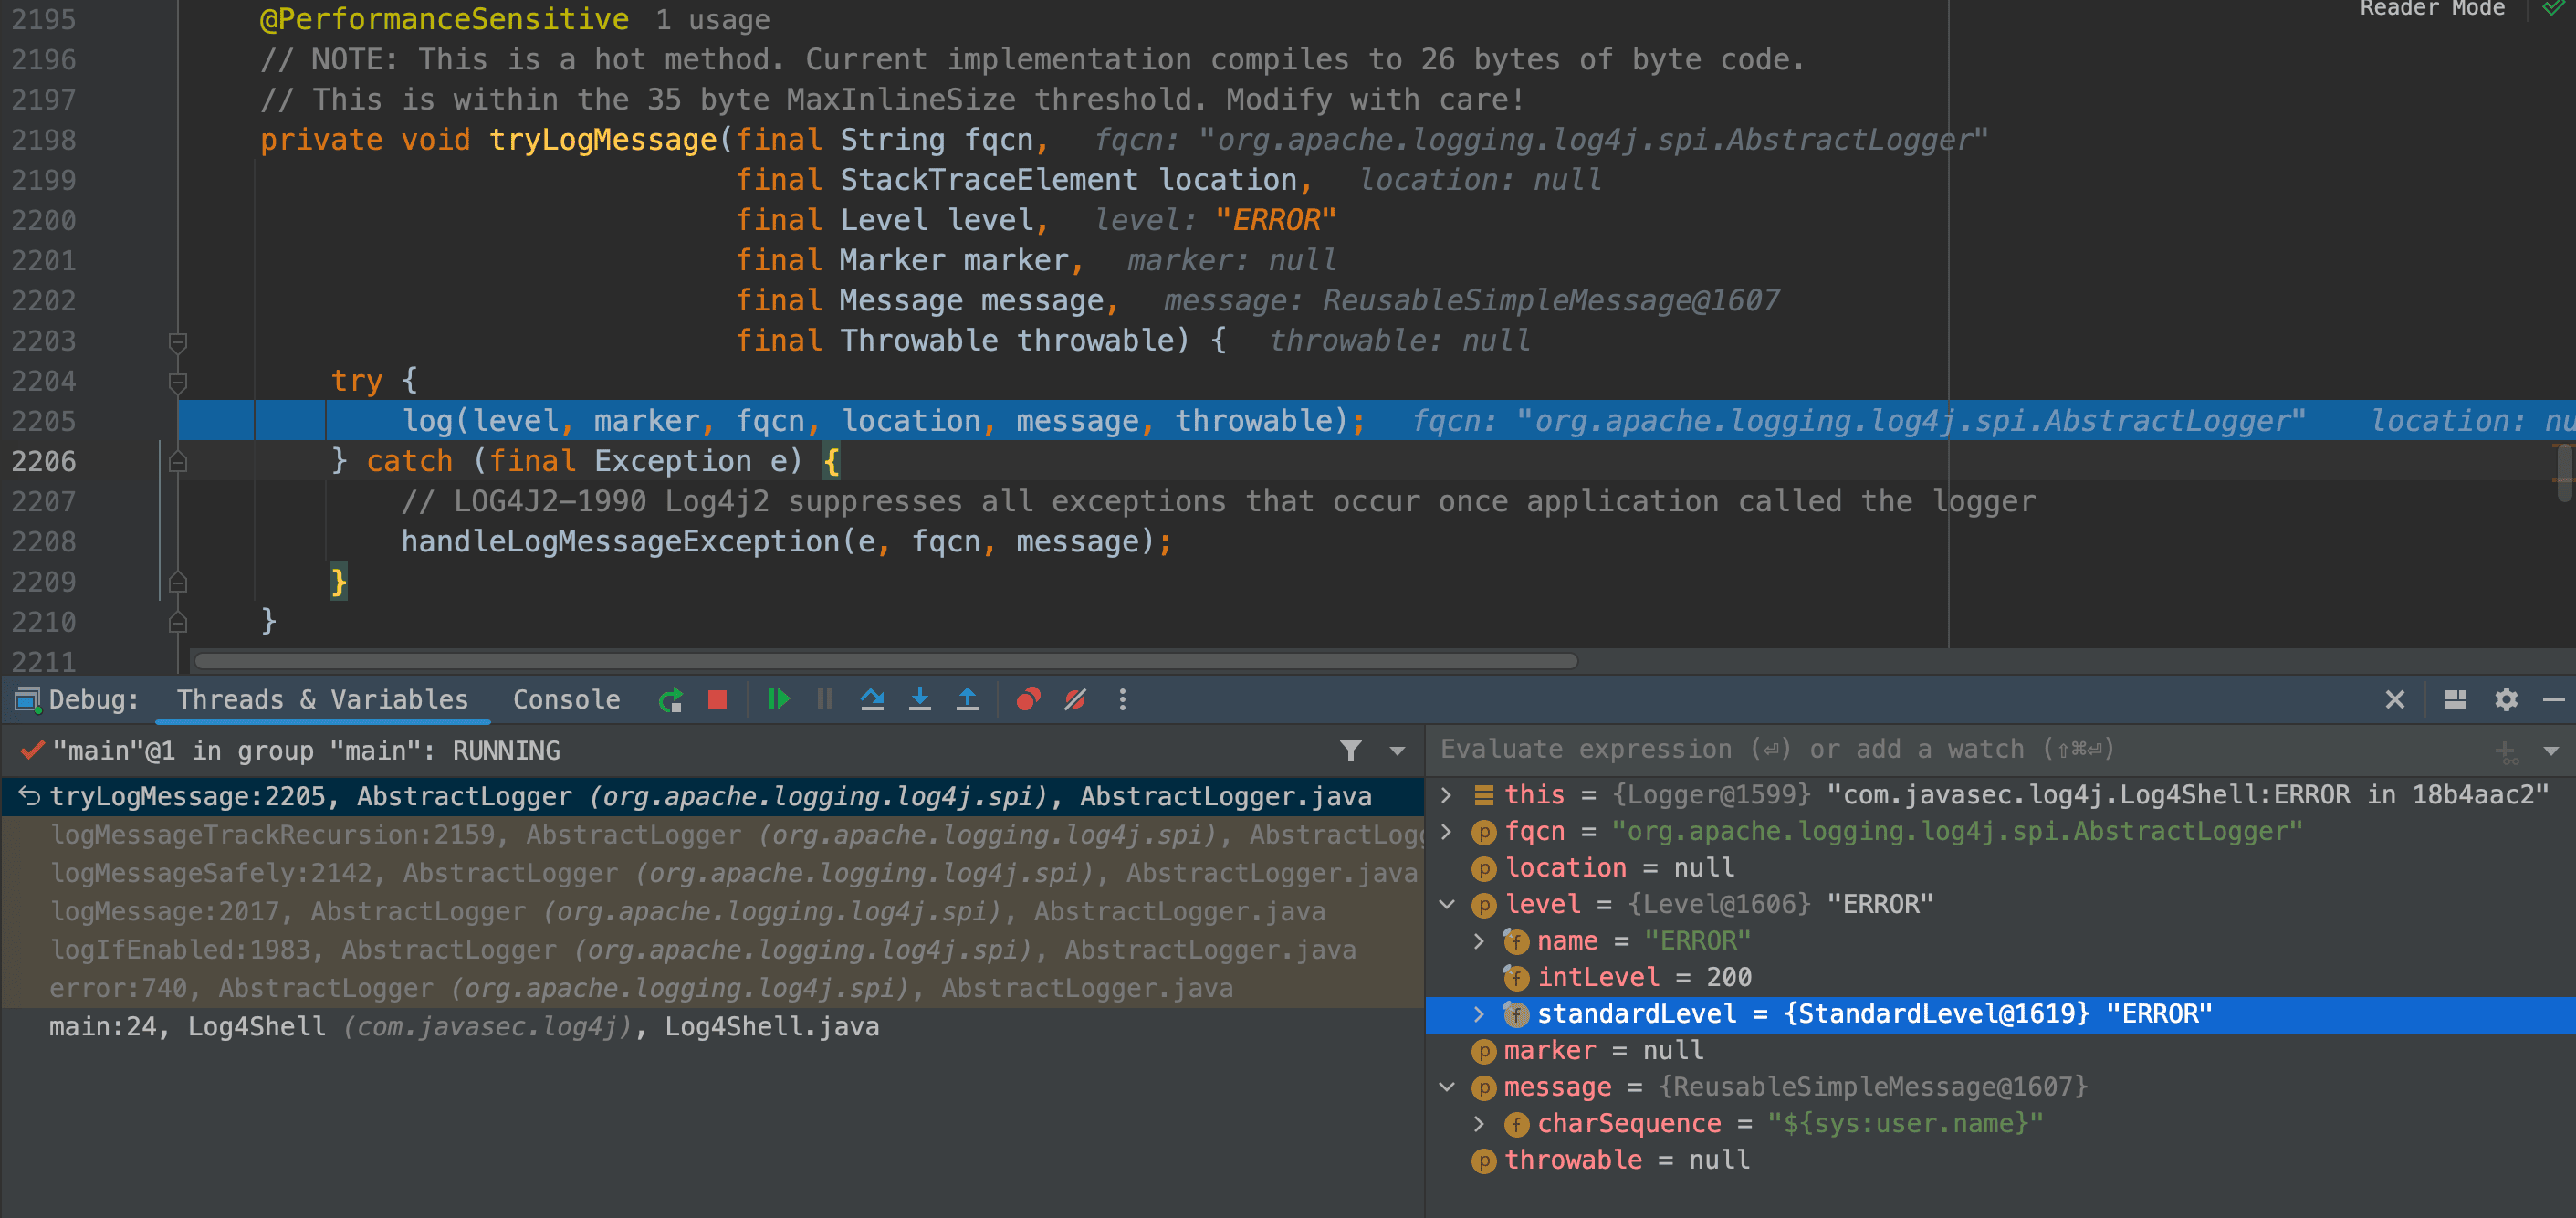 Reader Mode
2195 @PerformanceSensitive 1 usage
2196 // NOTE: This is a hot method. Current implementation compiles to 26 bytes of byte code.
2197 // This is within the 35 byte MaxInlineSize threshold. Modify with care!
2198 private void tryLogMessage(final String fqcn, fqcn: "org.apache.logging.log4j.spi.AbstractLogger"
2199 final StackTraceElement location, location: null
2200 final Level level, level: "ERROR"
2201 final Marker marker, marker: null
2202 final Message message, message: ReusableSimpleMessage@1607
2203 final Throwable throwable) { throwable: null
2204 try {
2205 log(level, marker, fqcn, location, message, throwable); fqcn: "org.apache.logging.log4j.spi.AbstractLogger" location: nu
2206 } catch (final Exception e) {
2207 // LOG4J2-1990 Log4j2 suppresses all exceptions that occur once application called the logger
2208 handleLogMessageException(e, fqcn, message);
2209 }
2210 }
2211
Debug: Threads & Variables Console
"main"@1 in group "main": RUNNING
tryLogMessage:2205, AbstractLogger (org.apache.logging.log4j.spi), AbstractLogger.java
logMessageTrackRecursion:2159, AbstractLogger (org.apache.logging.log4j.spi), AbstractLogg
logMessageSafely:2142, AbstractLogger (org.apache.logging.log4j.spi), AbstractLogger.java
logMessage:2017, AbstractLogger (org.apache.logging.log4j.spi), AbstractLogger.java
logIfEnabled:1983, AbstractLogger (org.apache.logging.log4j.spi), AbstractLogger.java
error:740, AbstractLogger (org.apache.logging.log4j.spi), AbstractLogger.java
main:24, Log4Shell (com.javasec.log4j), Log4Shell.java
Evaluate expression (⏎) or add a watch (⇧⌘⏎)
this = {Logger@1599} "com.javasec.log4j.Log4Shell:ERROR in 18b4aac2"
p fqcn = "org.apache.logging.log4j.spi.AbstractLogger"
p location = null
p level = {Level@1606} "ERROR"
f name = "ERROR"
f intLevel = 200
f standardLevel = {StandardLevel@1619} "ERROR"
p marker = null
p message = {ReusableSimpleMessage@1607}
f charSequence = "${sys:user.name}"
p throwable = null